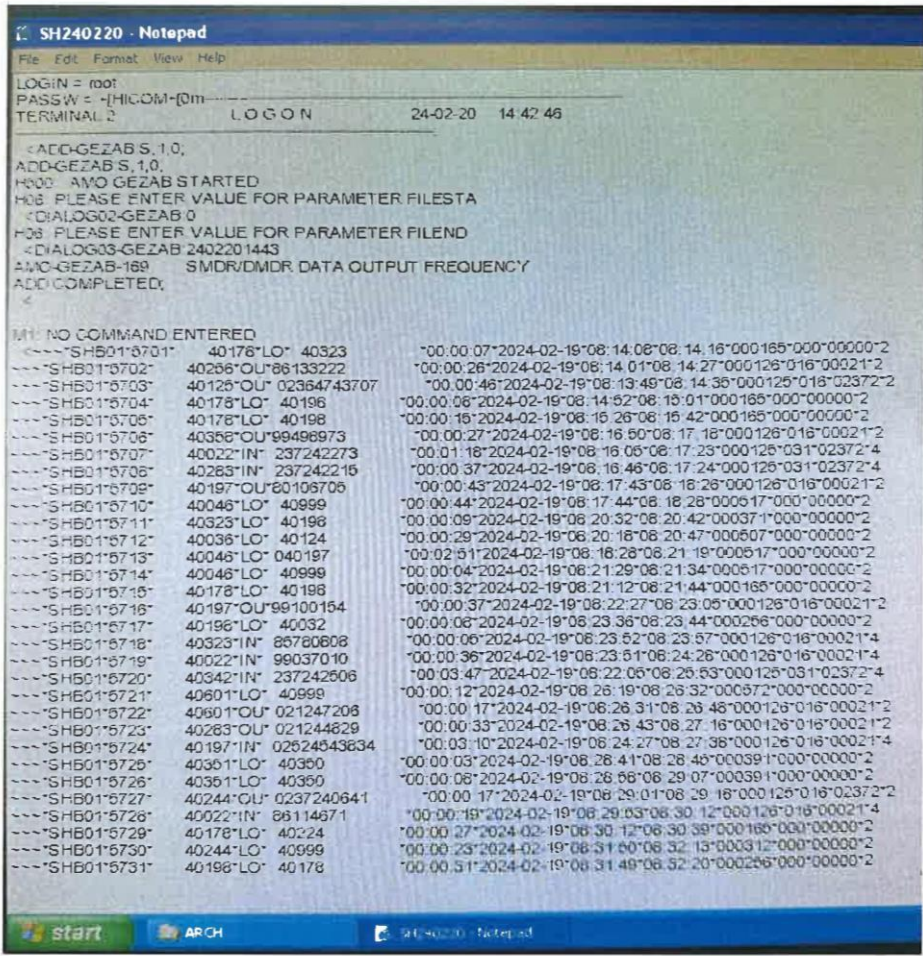 SH240220 - Notepad
File Edit Format View Help
LOGIN = root
PASSW = -[HICOM-[0m-------
TERMINAL 2 L O G O N 24-02-20 14:42:46
<ADD-GEZAB:S,1,0;
ADD-GEZAB:S,1,0;
H500: AMO GEZAB STARTED
H06: PLEASE ENTER VALUE FOR PARAMETER FILESTA
<DIALOG02-GEZAB:0
H06: PLEASE ENTER VALUE FOR PARAMETER FILEND
<DIALOG03-GEZAB:2402201443
AMO-GEZAB-169 SMDR/DMDR DATA OUTPUT FREQUENCY
ADD COMPLETED;
<
M1: NO COMMAND ENTERED
<~~~*SHB01*5701* 40178*LO* 40323 *00:00:07*2024-02-19*08:14:08*08:14:16*000165*000*00000*2
~~~*SHB01*5702* 40256*OU*86133222 *00:00:26*2024-02-19*08:14:01*08:14:27*000126*016*00021*2
~~~*SHB01*5703* 40125*OU* 02364743707 *00:00:46*2024-02-19*08:13:49*08:14:35*000125*016*02372*2
~~~*SHB01*5704* 40178*LO* 40196 *00:00:08*2024-02-19*08:14:52*08:15:01*000165*000*00000*2
~~~*SHB01*5705* 40178*LO* 40198 *00:00:15*2024-02-19*08:15:26*08:15:42*000165*000*00000*2
~~~*SHB01*5706* 40358*OU*99496973 *00:00:27*2024-02-19*08:16:50*08:17:18*000126*016*00021*2
~~~*SHB01*5707* 40022*IN* 237242273 *00:01:18*2024-02-19*08:16:05*08:17:23*000125*031*02372*4
~~~*SHB01*5708* 40283*IN* 237242215 *00:00:37*2024-02-19*08:16:46*08:17:24*000125*031*02372*4
~~~*SHB01*5709* 40197*OU*80106705 *00:00:43*2024-02-19*08:17:43*08:18:26*000126*016*00021*2
~~~*SHB01*5710* 40046*LO* 40999 *00:00:44*2024-02-19*08:17:44*08:18:28*000517*000*00000*2
~~~*SHB01*5711* 40323*LO* 40198 *00:00:09*2024-02-19*08:20:32*08:20:42*000371*000*00000*2
~~~*SHB01*5712* 40036*LO* 40124 *00:00:29*2024-02-19*08:20:18*08:20:47*000507*000*00000*2
~~~*SHB01*5713* 40046*LO* 040197 *00:02:51*2024-02-19*08:18:28*08:21:19*000517*000*00000*2
~~~*SHB01*5714* 40046*LO* 40999 *00:00:04*2024-02-19*08:21:29*08:21:34*000517*000*00000*2
~~~*SHB01*5715* 40178*LO* 40198 *00:00:32*2024-02-19*08:21:12*08:21:44*000165*000*00000*2
~~~*SHB01*5716* 40197*OU*99100154 *00:00:37*2024-02-19*08:22:27*08:23:05*000126*016*00021*2
~~~*SHB01*5717* 40198*LO* 40032 *00:00:08*2024-02-19*08:23:36*08:23:44*000256*000*00000*2
~~~*SHB01*5718* 40323*IN* 85780808 *00:00:05*2024-02-19*08:23:52*08:23:57*000126*016*00021*4
~~~*SHB01*5719* 40022*IN* 99037010 *00:00:36*2024-02-19*08:23:51*08:24:28*000126*016*00021*4
~~~*SHB01*5720* 40342*IN* 237242506 *00:03:47*2024-02-19*08:22:05*08:25:53*000125*031*02372*4
~~~*SHB01*5721* 40601*LO* 40999 *00:00:12*2024-02-19*08:26:19*08:26:32*000572*000*00000*2
~~~*SHB01*5722* 40601*OU* 021247206 *00:00:17*2024-02-19*08:26:31*08:26:48*000126*016*00021*2
~~~*SHB01*5723* 40283*OU* 021244829 *00:00:33*2024-02-19*08:26:43*08:27:16*000126*016*00021*2
~~~*SHB01*5724* 40197*IN* 02524543834 *00:03:10*2024-02-19*08:24:27*08:27:38*000126*016*00021*4
~~~*SHB01*5725* 40351*LO* 40350 *00:00:03*2024-02-19*08:28:41*08:28:45*000391*000*00000*2
~~~*SHB01*5726* 40351*LO* 40350 *00:00:08*2024-02-19*08:28:58*08:29:07*000391*000*00000*2
~~~*SHB01*5727* 40244*OU* 0237240641 *00:00:17*2024-02-19*08:29:01*08:29:18*000125*016*02372*2
~~~*SHB01*5728* 40022*IN* 86114671 *00:00:19*2024-02-19*08:29:53*08:30:12*000126*016*00021*4
~~~*SHB01*5729* 40178*LO* 40224 *00:00:27*2024-02-19*08:30:12*08:30:39*000165*000*00000*2
~~~*SHB01*5730* 40244*LO* 40999 *00:00:23*2024-02-19*08:31:50*08:32:13*000312*000*00000*2
~~~*SHB01*5731* 40198*LO* 40178 *00:00:31*2024-02-19*08:31:49*08:32:20*000256*000*00000*2
start ARCH SH240220 - Notepad